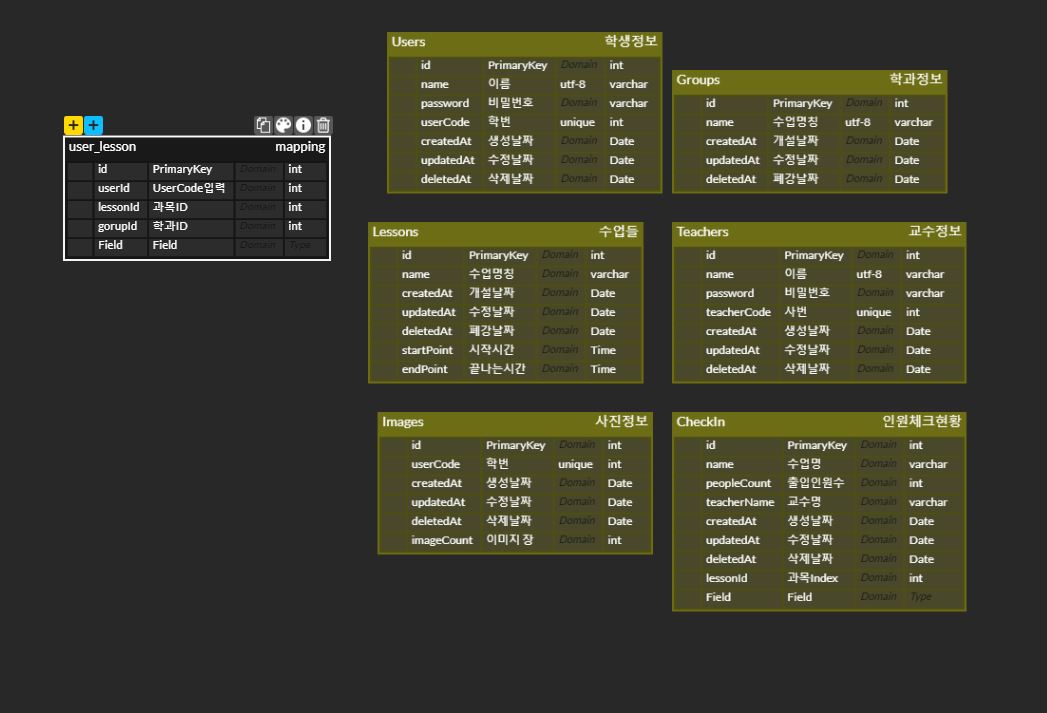 user_lesson mapping
id PrimaryKey Domain int
userId UserCode입력 Domain int
lessonId 과목ID Domain int
gorupId 학과ID Domain int
Field Field Domain Type
Users 학생정보
id PrimaryKey Domain int
name 이름 utf-8 varchar
password 비밀번호 Domain varchar
userCode 학번 unique int
createdAt 생성날짜 Domain Date
updatedAt 수정날짜 Domain Date
deletedAt 삭제날짜 Domain Date
Groups 학과정보
id PrimaryKey Domain int
name 수업명칭 utf-8 varchar
createdAt 개설날짜 Domain Date
updatedAt 수정날짜 Domain Date
deletedAt 폐강날짜 Domain Date
Lessons 수업들
id PrimaryKey Domain int
name 수업명칭 Domain varchar
createdAt 개설날짜 Domain Date
updatedAt 수정날짜 Domain Date
deletedAt 폐강날짜 Domain Date
startPoint 시작시간 Domain Time
endPoint 끝나는시간 Domain Time
Teachers 교수정보
id PrimaryKey Domain int
name 이름 utf-8 varchar
password 비밀번호 Domain varchar
teacherCode 사번 unique int
createdAt 생성날짜 Domain Date
updatedAt 수정날짜 Domain Date
deletedAt 삭제날짜 Domain Date
Images 사진정보
id PrimaryKey Domain int
userCode 학번 unique int
createdAt 생성날짜 Domain Date
updatedAt 수정날짜 Domain Date
deletedAt 삭제날짜 Domain Date
imageCount 이미지 장 Domain int
CheckIn 인원체크현황
id PrimaryKey Domain int
name 수업명 Domain varchar
peopleCount 출입인원수 Domain int
teacherName 교수명 Domain varchar
createdAt 생성날짜 Domain Date
updatedAt 수정날짜 Domain Date
deletedAt 삭제날짜 Domain Date
lessonId 과목Index Domain int
Field Field Domain Type